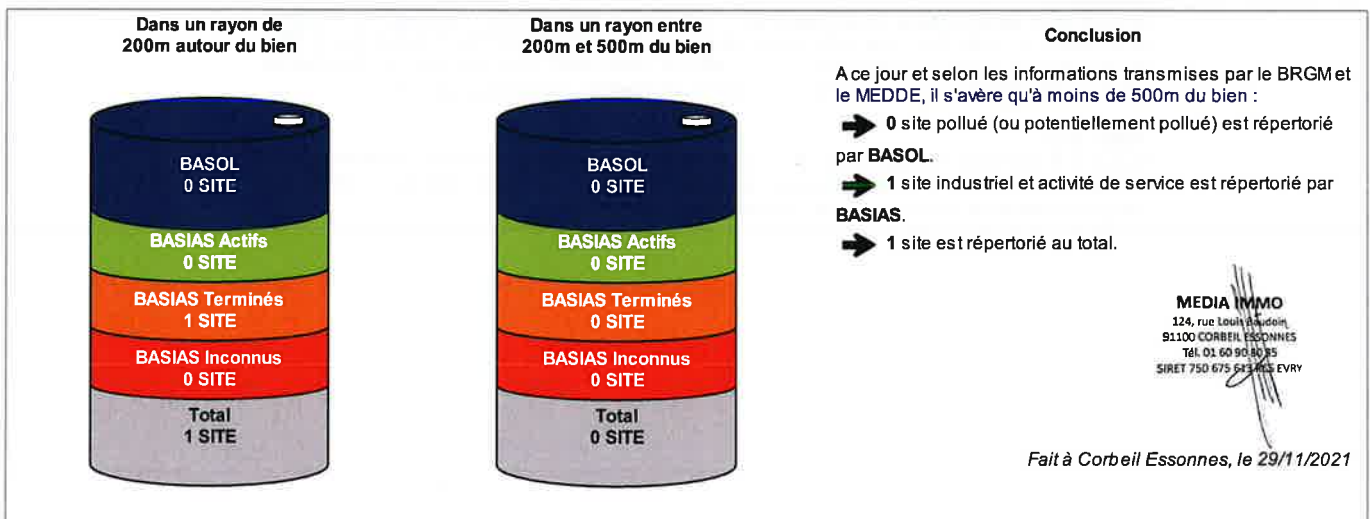 Dans un rayon de
200m autour du bien
BASOL
0 SITE
BASIAS Actifs
0 SITE
BASIAS Terminés
1 SITE
BASIAS Inconnus
0 SITE
Total
1 SITE
Dans un rayon entre
200m et 500m du bien
BASOL
0 SITE
BASIAS Actifs
0 SITE
BASIAS Terminés
0 SITE
BASIAS Inconnus
0 SITE
Total
0 SITE
Conclusion
A ce jour et selon les informations transmises par le BRGM et
le MEDDE, il s'avère qu'à moins de 500m du bien :
0 site pollué (ou potentiellement pollué) est répertorié
par BASOL.
1 site industriel et activité de service est répertorié par
BASIAS.
1 site est répertorié au total.
MEDIA IMMO
124, rue Louis Baudoin
91100 CORBEIL ESSONNES
Tél. 01 60 90
SIRET 750 675 EVRY
Fait à Corbeil Essonnes, le 29/11/2021